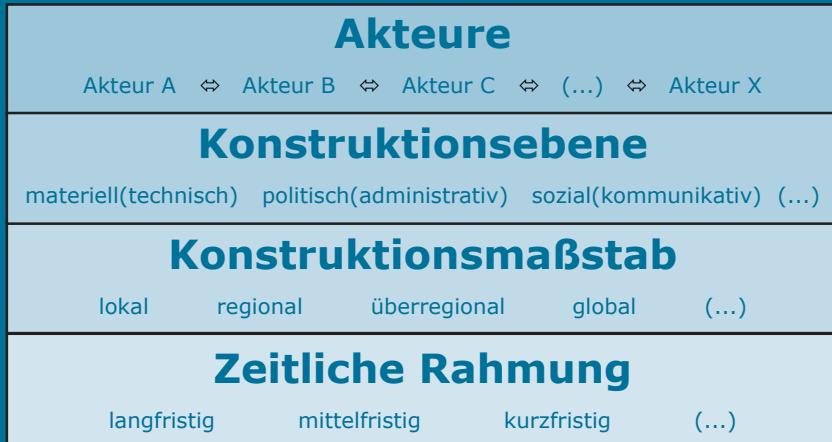 Akteure
Akteur A ⬄ Akteur B ⬄ Akteur C ⬄ (...) ⬄ Akteur X
Konstruktionsebene
materiell(technisch) politisch(administrativ) sozial(kommunikativ) (...)
Konstruktionsmaßstab
lokal regional überregional global (...)
Zeitliche Rahmung
langfristig mittelfristig kurzfristig (...)